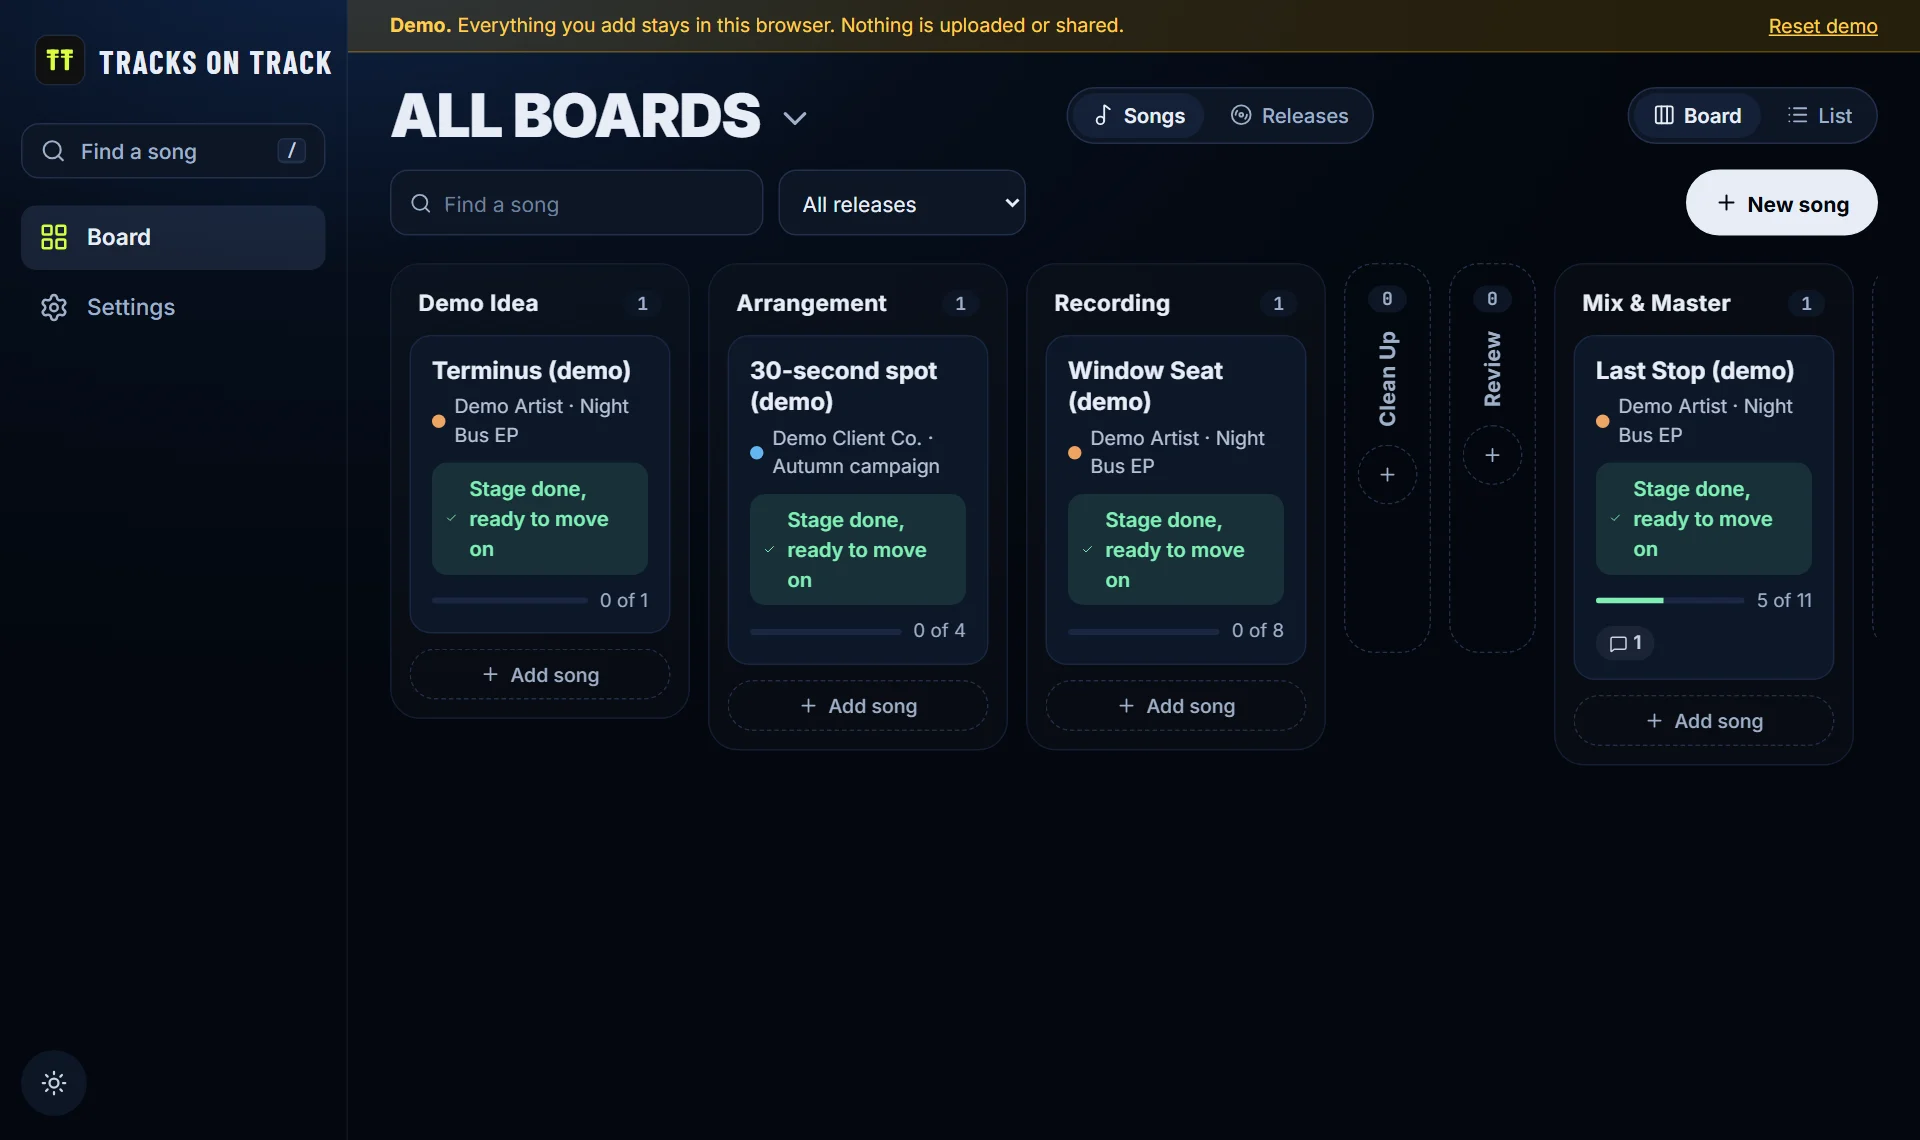 TRACKS ON TRACK
Find a song
/
Board
Settings
Demo. Everything you add stays in this browser. Nothing is uploaded or shared.
Reset demo
ALL BOARDS
Songs
Releases
Board
List
Find a song
All releases
+ New song
Demo Idea
1
Terminus (demo)
Demo Artist · Night
Bus EP
Stage done,
ready to move
on
0 of 1
+ Add song
Arrangement
1
30-second spot
(demo)
Demo Client Co. ·
Autumn campaign
Stage done,
ready to move
on
0 of 4
+ Add song
Recording
1
Window Seat
(demo)
Demo Artist · Night
Bus EP
Stage done,
ready to move
on
0 of 8
+ Add song
0
Clean Up
+
0
Review
+
Mix & Master
1
Last Stop (demo)
Demo Artist · Night
Bus EP
Stage done,
ready to move
on
5 of 11
1
+ Add song